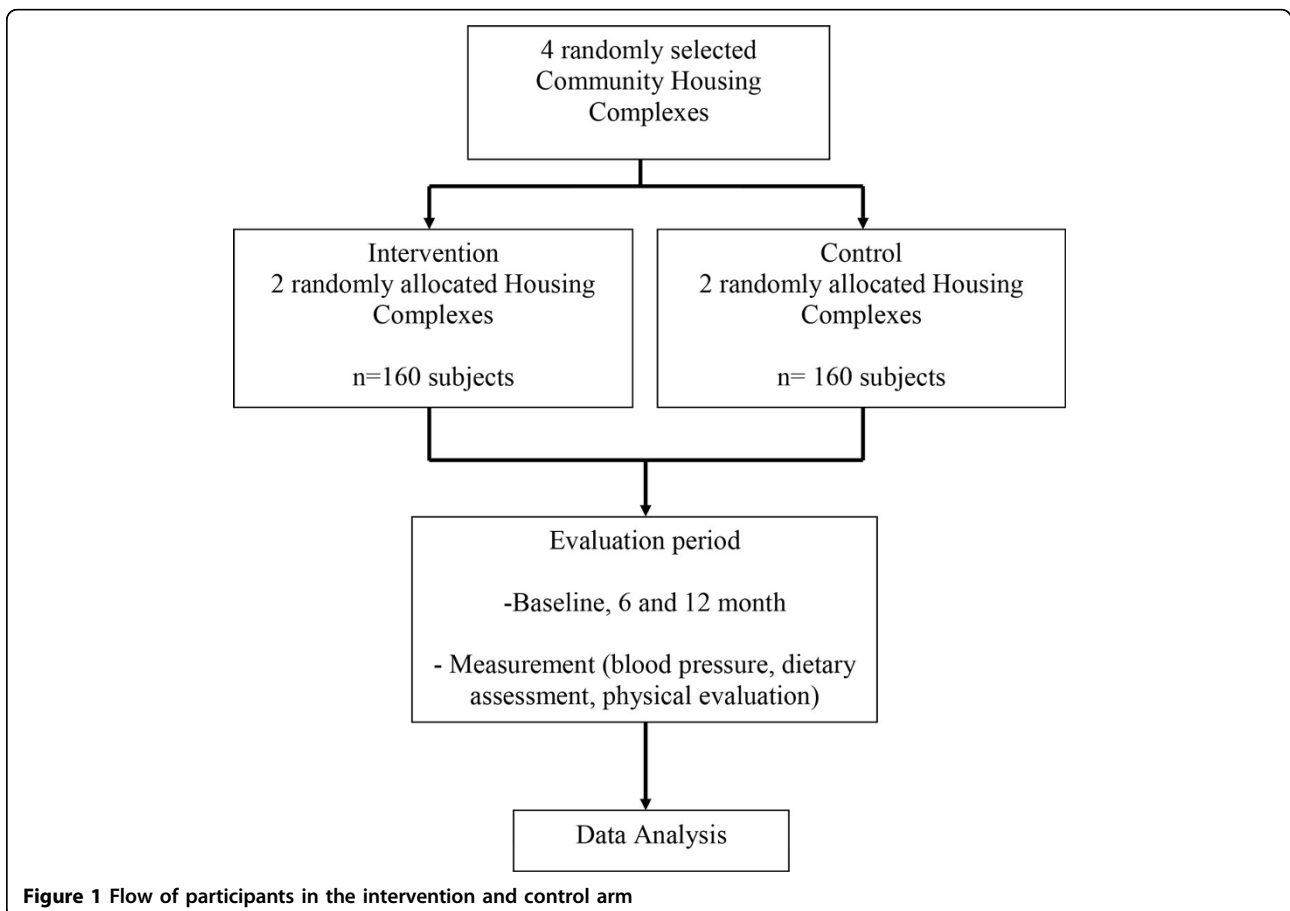 4 randomly selected
Community Housing
Complexes
Intervention
2 randomly allocated Housing
Complexes
n=160 subjects
Control
2 randomly allocated Housing
Complexes
n= 160 subjects
Evaluation period
-Baseline, 6 and 12 month
- Measurement (blood pressure, dietary
assessment, physical evaluation)
Data Analysis
Figure 1 Flow of participants in the intervention and control arm